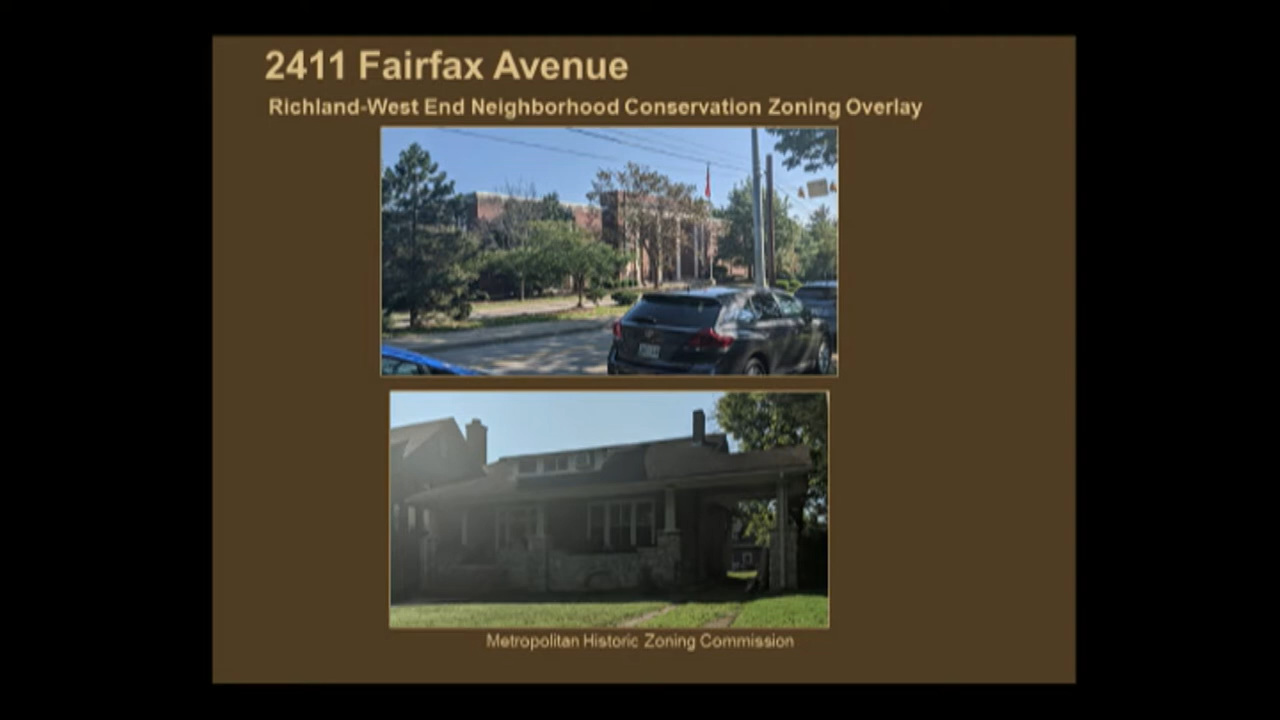 2411 Fairfax Avenue
Richland-West End Neighborhood Conservation Zoning Overlay
Metropolitan Historic Zoning Commission